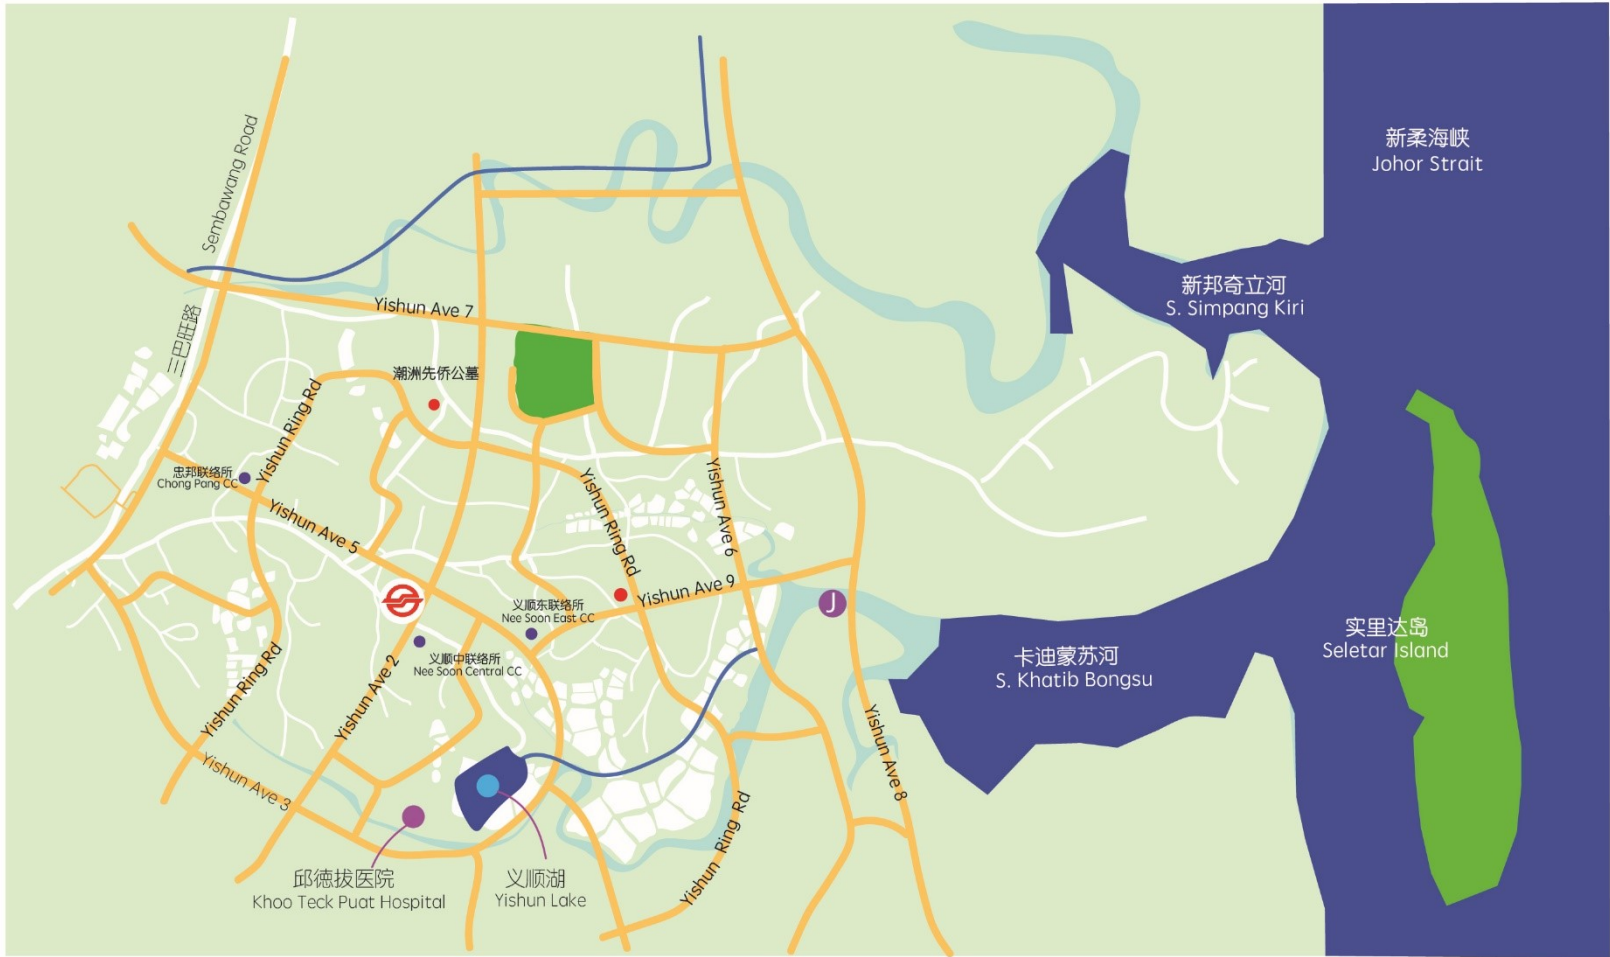 新柔海峡
Johor Strait
Sembawang Road
三巴旺路
新邦奇立河
S. Simpang Kiri
Yishun Ave 7
潮洲先侨公墓
Yishun Ring Rd
忠邦联络所
Chong Pang CC
Yishun Ave 5
Yishun Ring Rd
Yishun Ave 6
Yishun Ave 9
J
义顺东联络所
Nee Soon East CC
义顺中联络所
Nee Soon Central CC
实里达岛
Seletar Island
卡迪蒙苏河
S. Khatib Bongsu
Yishun Ring Rd
Yishun Ave 2
Yishun Ave 8
Yishun Ave 3
Yishun Ring Rd
邱德拔医院
Khoo Teck Puat Hospital
义顺湖
Yishun Lake